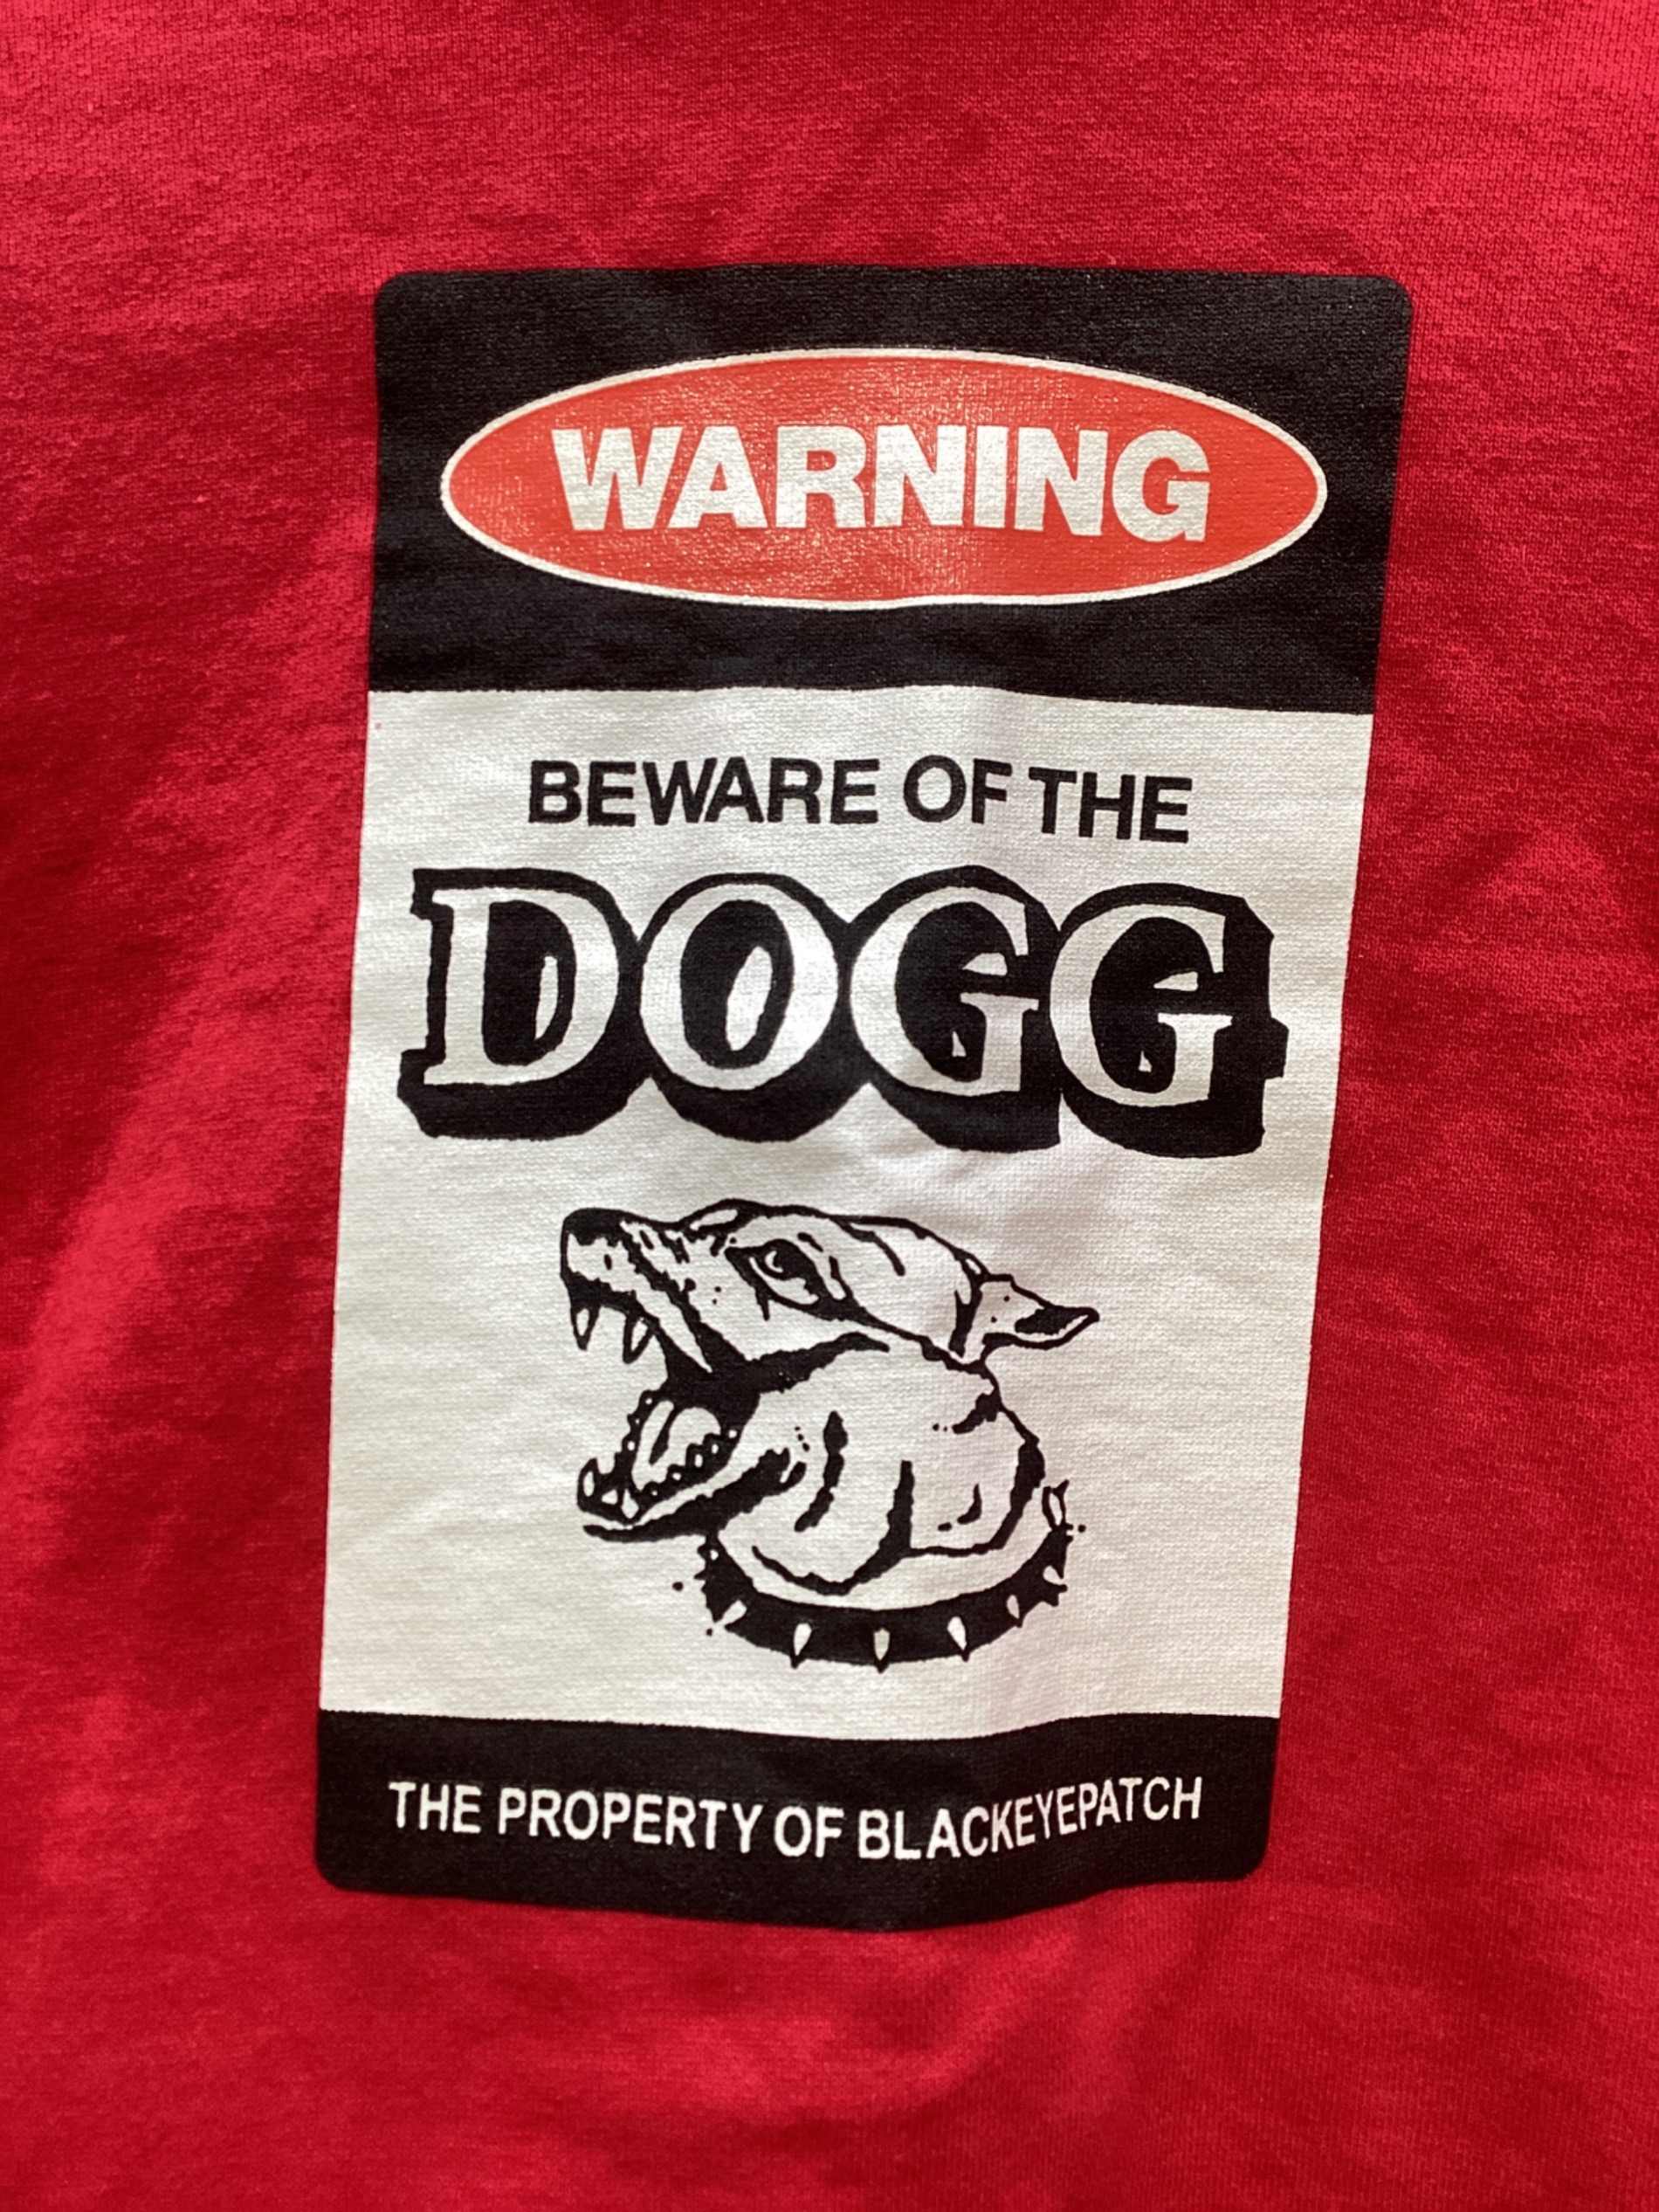 WARNING
BEWARE OF THE
DOGG
THE PROPERTY OF BLACKEYEPATCH